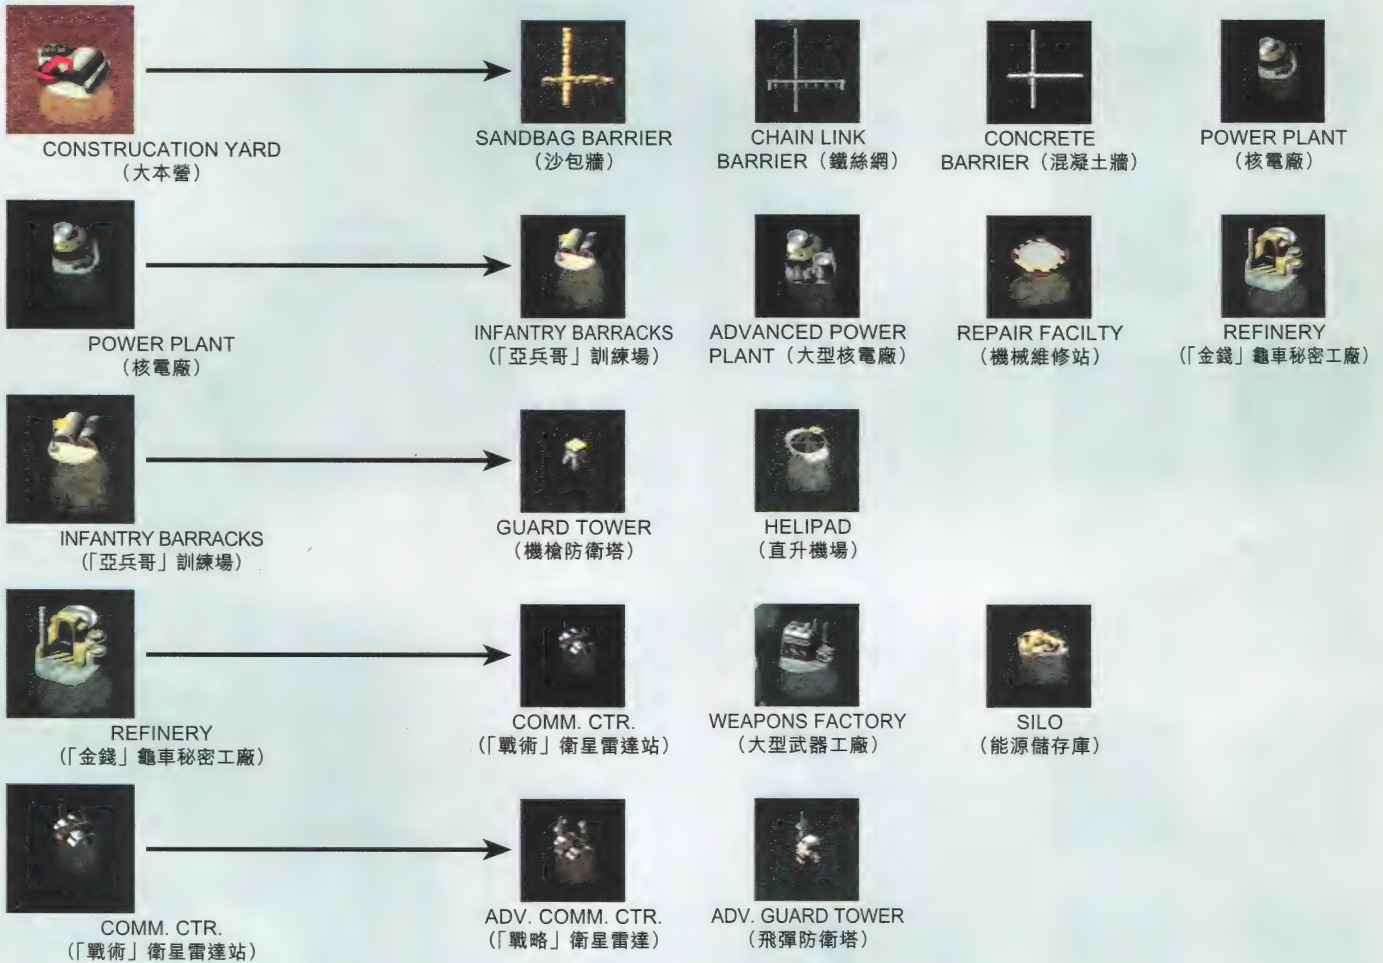 CONSTRUCATION YARD
（大本營）
SANDBAG BARRIER
（沙包牆）
CHAIN LINK
BARRIER（鐵絲網）
CONCRETE
BARRIER（混凝土牆）
POWER PLANT
（核電廠）
POWER PLANT
（核電廠）
INFANTRY BARRACKS
（「亞兵哥」訓練場）
ADVANCED POWER
PLANT（大型核電廠）
REPAIR FACILTY
（機械維修站）
REFINERY
（「金錢」龜車秘密工廠）
INFANTRY BARRACKS
（「亞兵哥」訓練場）
GUARD TOWER
（機槍防衛塔）
HELIPAD
（直升機場）
REFINERY
（「金錢」龜車秘密工廠）
COMM. CTR.
（「戰術」衛星雷達站）
WEAPONS FACTORY
（大型武器工廠）
SILO
（能源儲存庫）
COMM. CTR.
（「戰術」衛星雷達站）
ADV. COMM. CTR.
（「戰略」衛星雷達）
ADV. GUARD TOWER
（飛彈防衛塔）